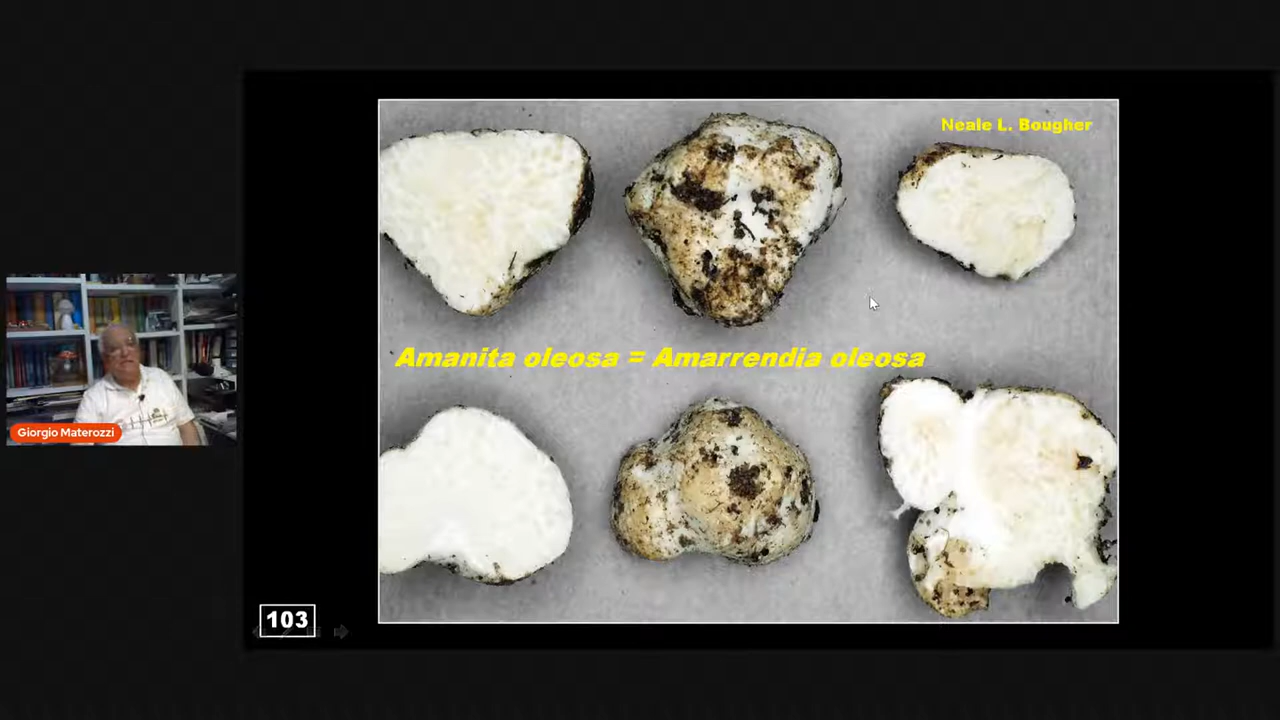 Neale L. Bougher
Amanita oleosa = Amarrendia oleosa
Giorgio Materozzi
103